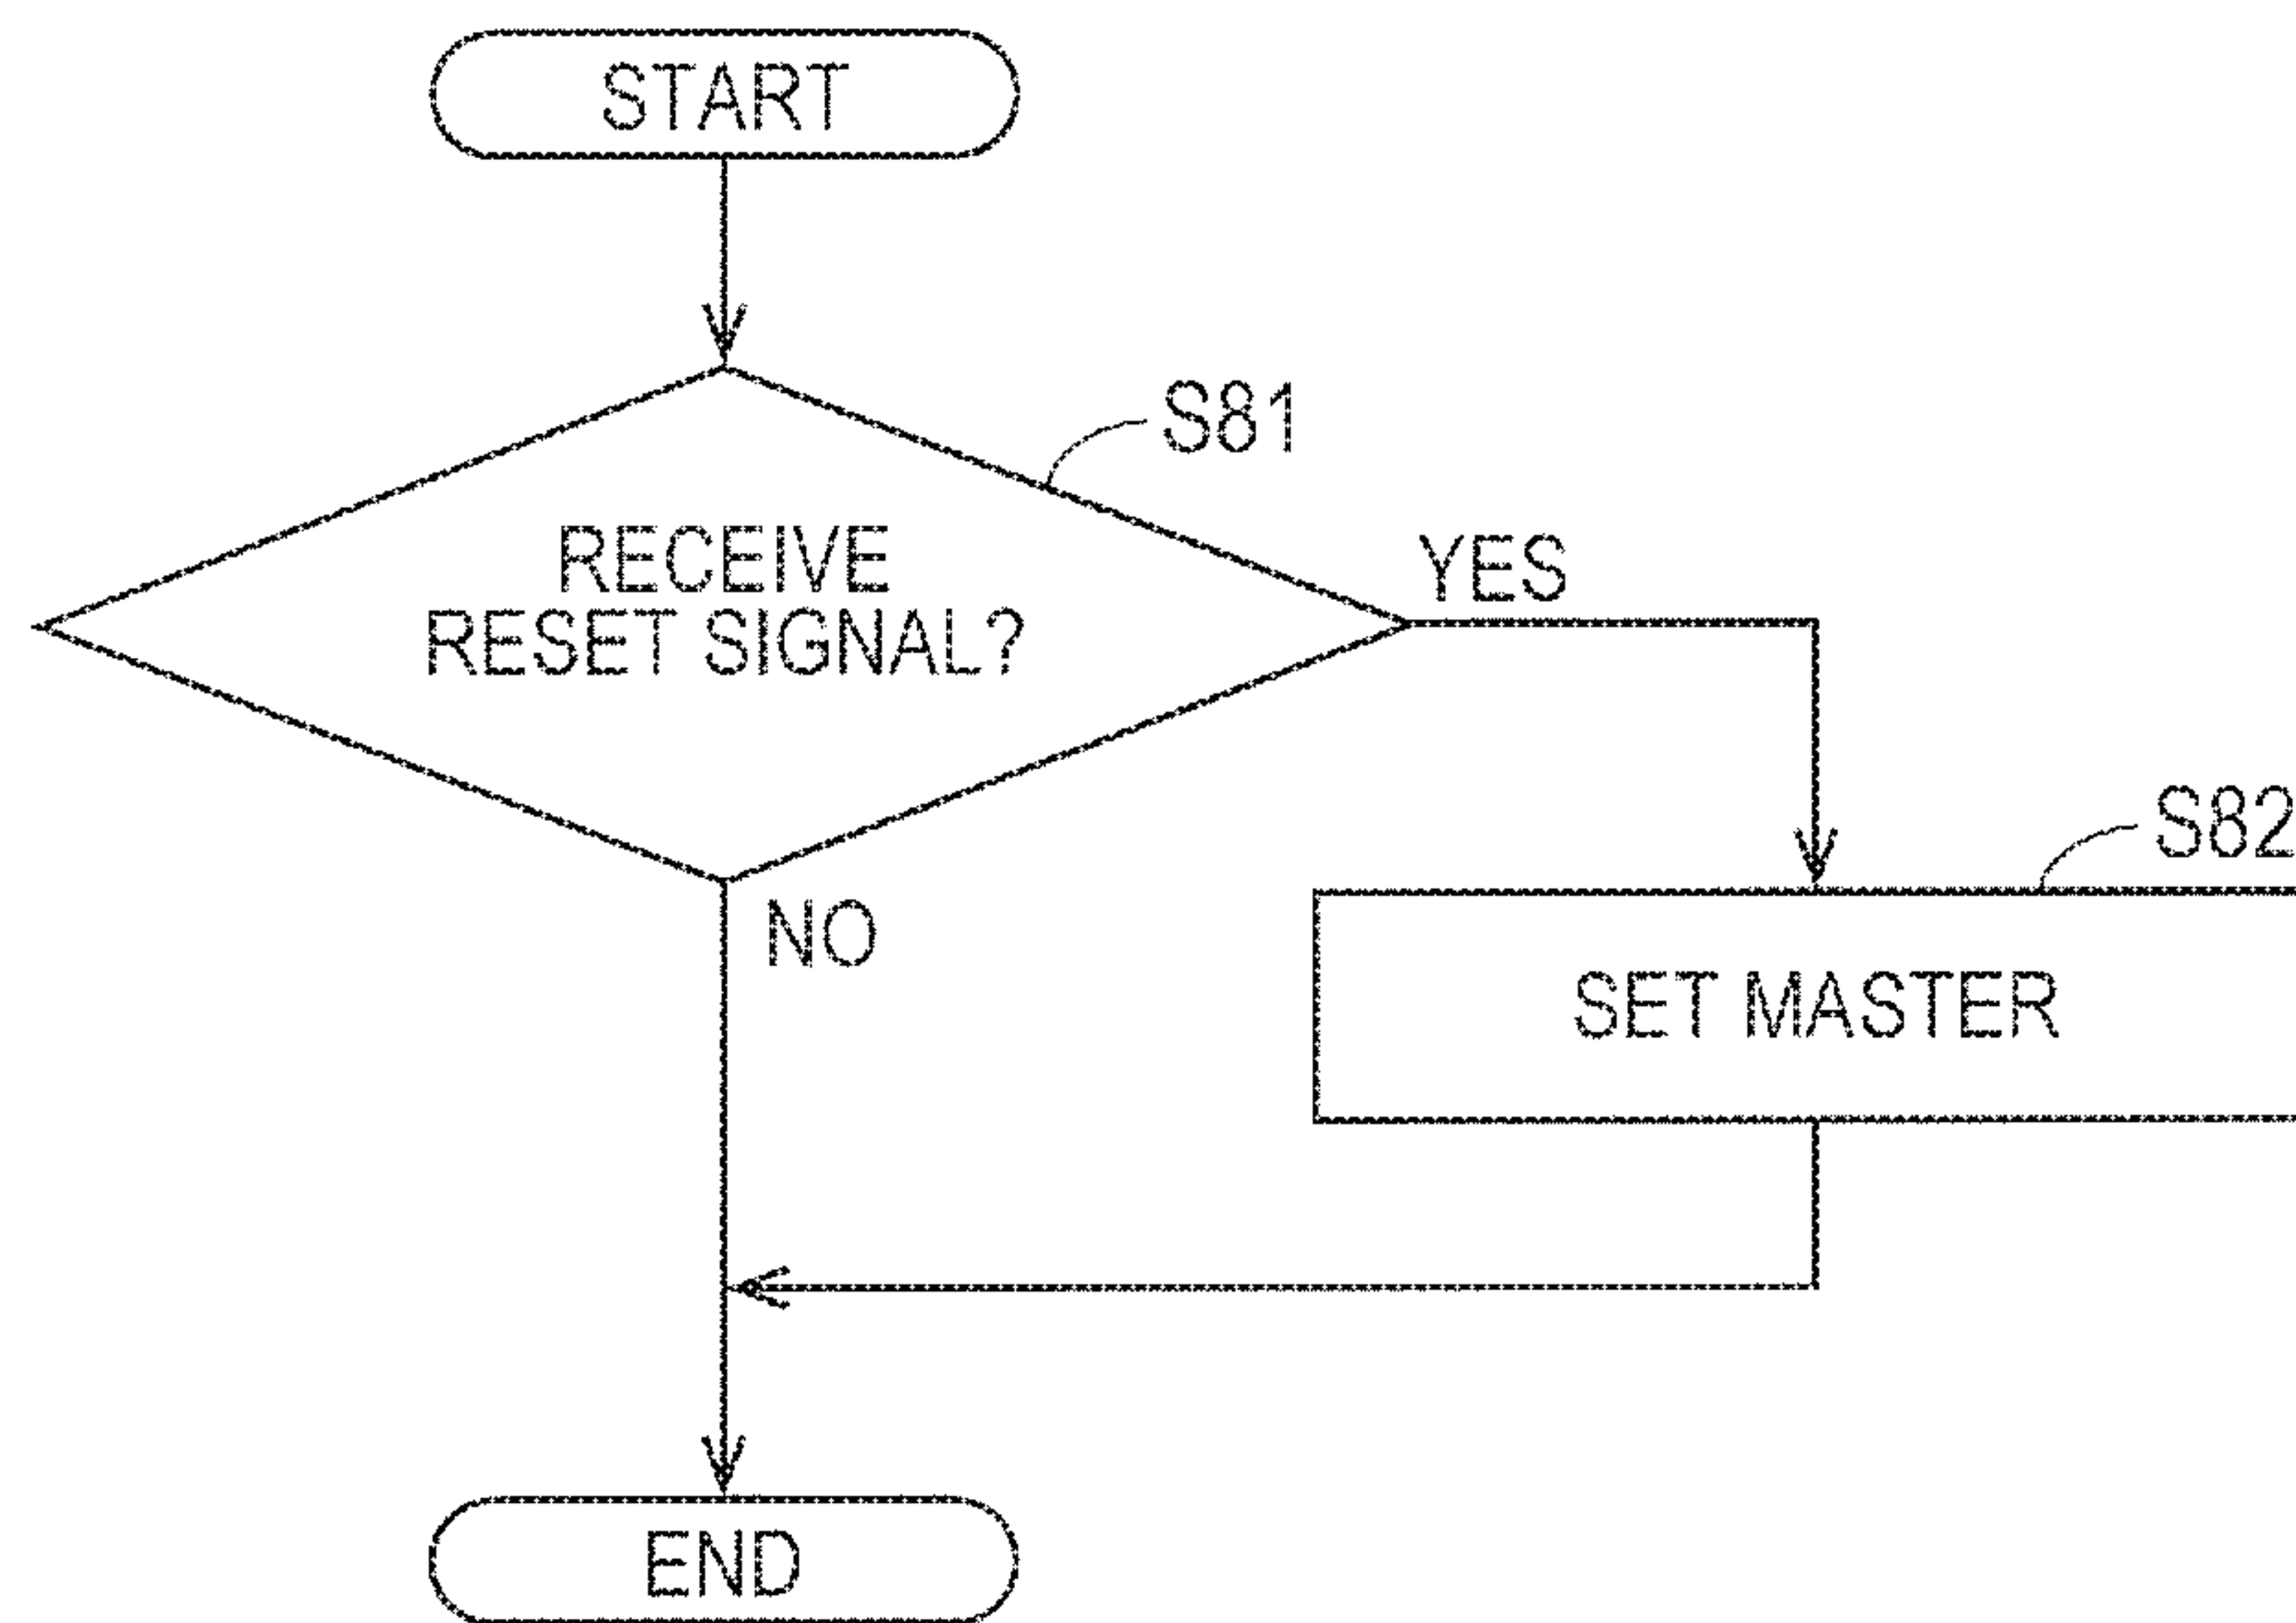 START
S81
RECEIVE
RESET SIGNAL?
YES
S82
NO
SET MASTER
END